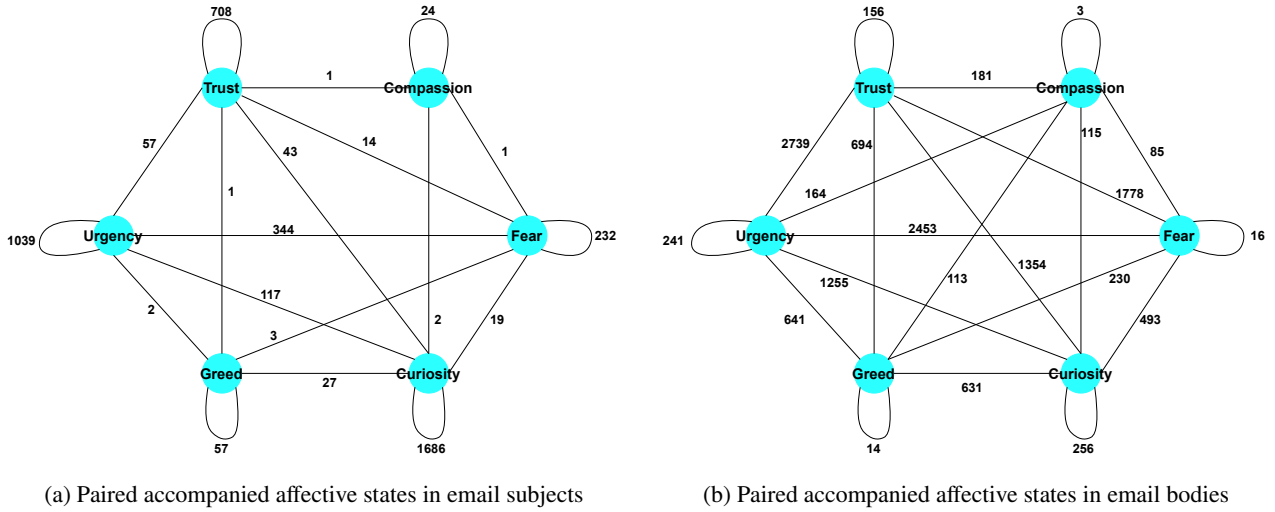 708
24
Trust
1
Compassion
57
43
14
1
1
1039
Urgency
344
Fear
232
117
2
3
2
19
Greed
27
Curiosity
57
1686
(a) Paired accompanied affective states in email subjects
156
3
Trust
181
Compassion
2739
694
115
85
164
1778
241
Urgency
2453
Fear
16
1255
113
1354
230
641
493
Greed
631
Curiosity
14
256
(b) Paired accompanied affective states in email bodies